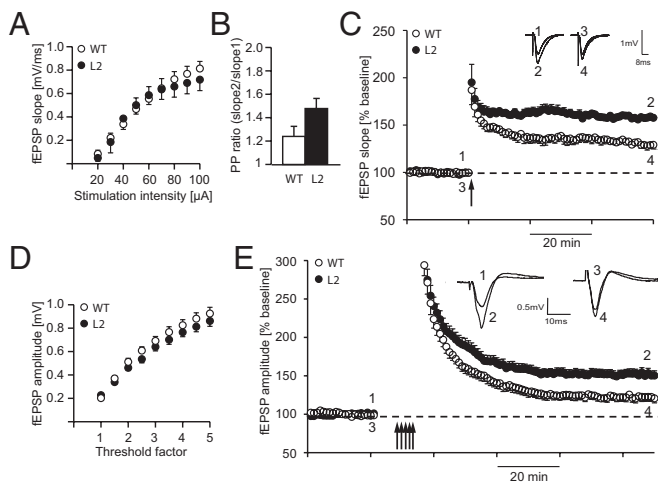 A
WT
L2
fEPSP slope [mV/ms]
1.0
0.8
0.6
0.4
0.2
0.0
20
40
60
80
100
Stimulation intensity [µA]
B
PP ratio (slope2/slope1)
2.0
1.8
1.6
1.4
1.2
1
WT L2
C
WT
L2
fEPSP slope [% baseline]
250
200
150
100
50
1
3
2
4
1
3
2
4
1mV
8ms
20 min
D
WT
L2
fEPSP amplitude [mV]
1.0
0.8
0.6
0.4
0.2
1
2
3
4
5
Threshold factor
E
WT
L2
fEPSP amplitude [% baseline]
300
250
200
150
100
50
1
3
1
2
3
4
0.5mV
10ms
2
4
20 min